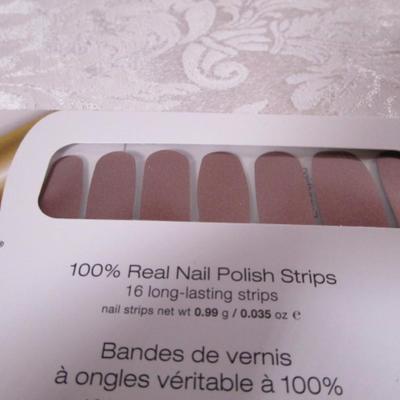 ®
100% Real Nail Polish Strips
16 long-lasting strips
nail strips net wt 0.99 g / 0.035 oz ℮
Bandes de vernis
à ongles véritable à 100%